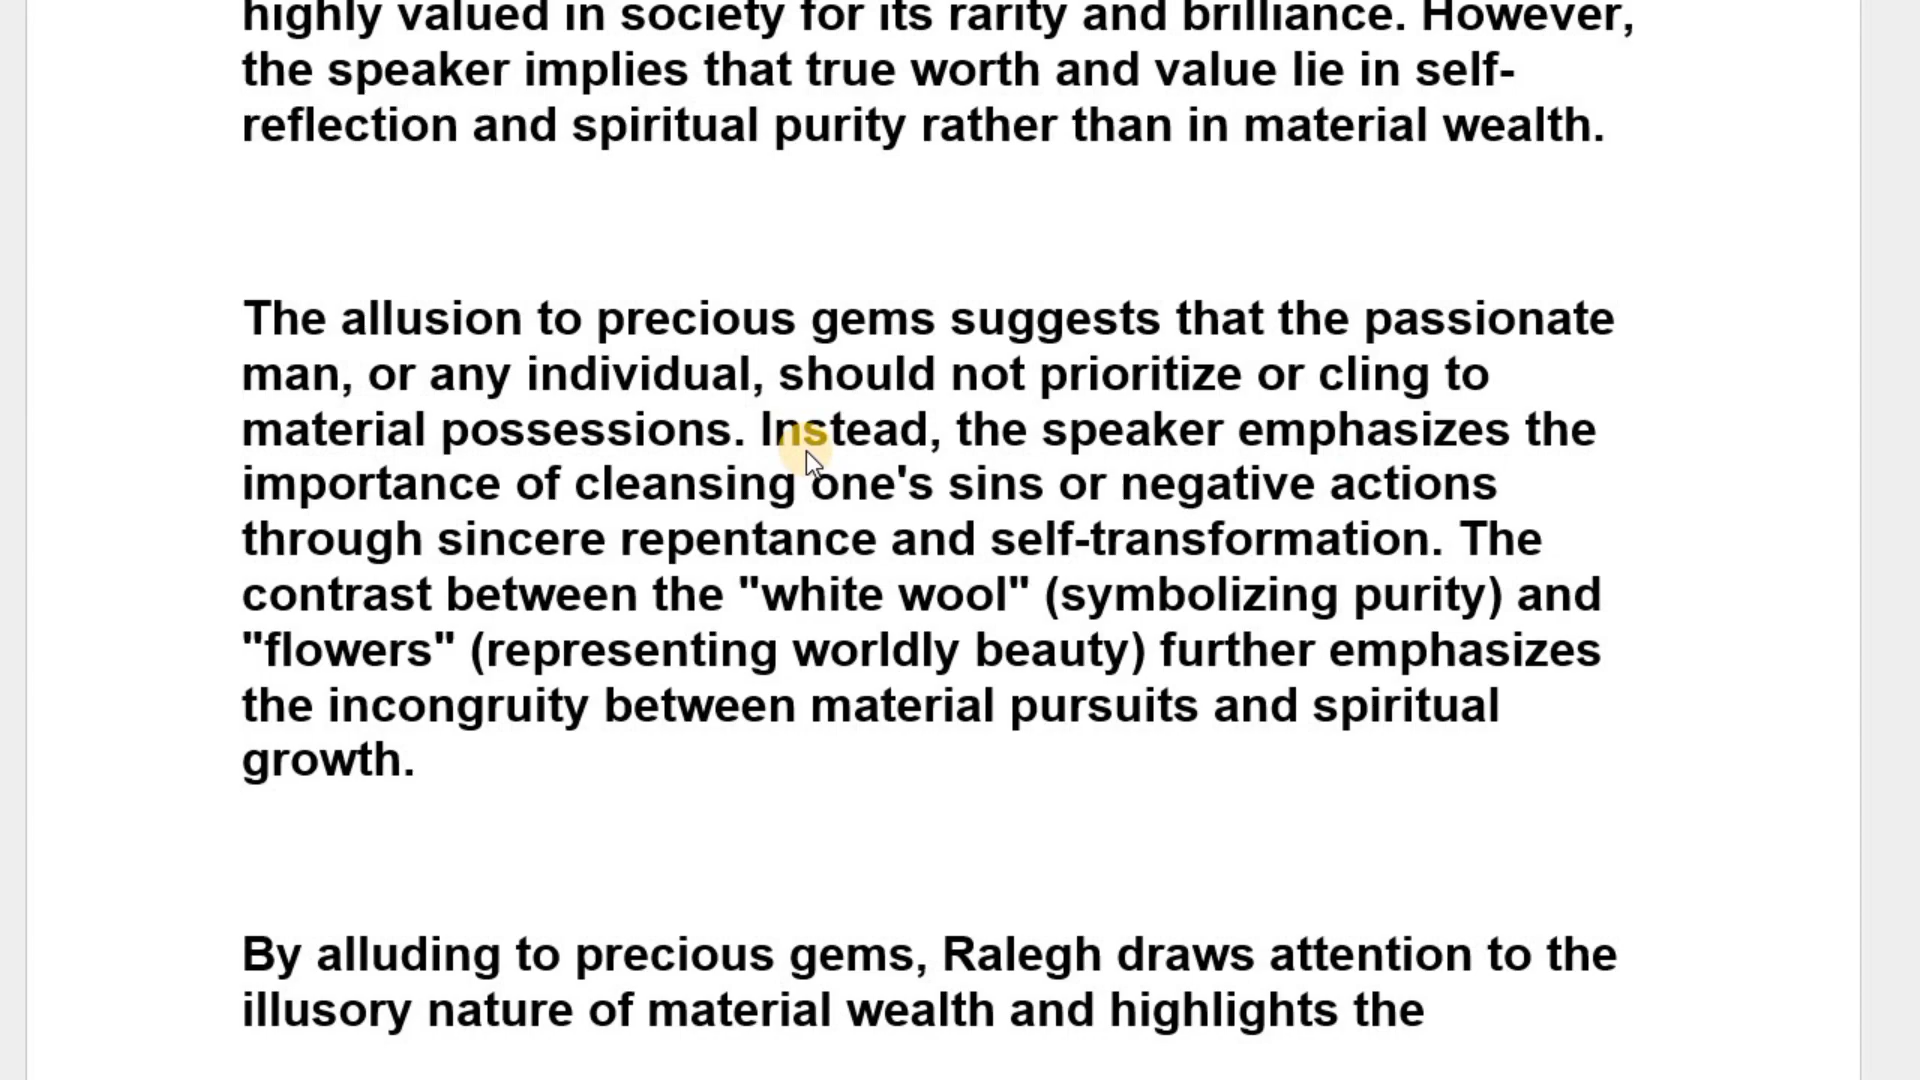 highly valued in society for its rarity and brilliance. However,
the speaker implies that true worth and value lie in self-
reflection and spiritual purity rather than in material wealth.
The allusion to precious gems suggests that the passionate
man, or any individual, should not prioritize or cling to
material possessions. Instead, the speaker emphasizes the
importance of cleansing one's sins or negative actions
through sincere repentance and self-transformation. The
contrast between the "white wool" (symbolizing purity) and
"flowers" (representing worldly beauty) further emphasizes
the incongruity between material pursuits and spiritual
growth.
By alluding to precious gems, Ralegh draws attention to the
illusory nature of material wealth and highlights the